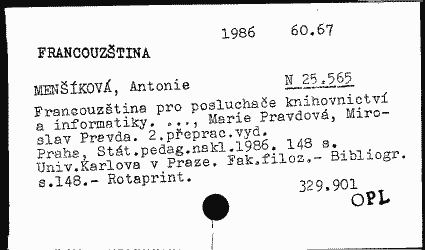 1986 60.67
FRANCOUZŠTINA
MENŠÍKOVÁ, Antonie N 25.565
Francouzština pro posluchače knihovnictví
a informatiky. ..., Marie Pravdová, Miro-
slav Pravda. 2.přeprac.vyd.
Praha, Stát.pedag.nakl.1986. 148 s.
Univ.Karlova v Praze. Fak.filoz.- Bibliogr.
s.148.- Rotaprint.
329.901
OPL